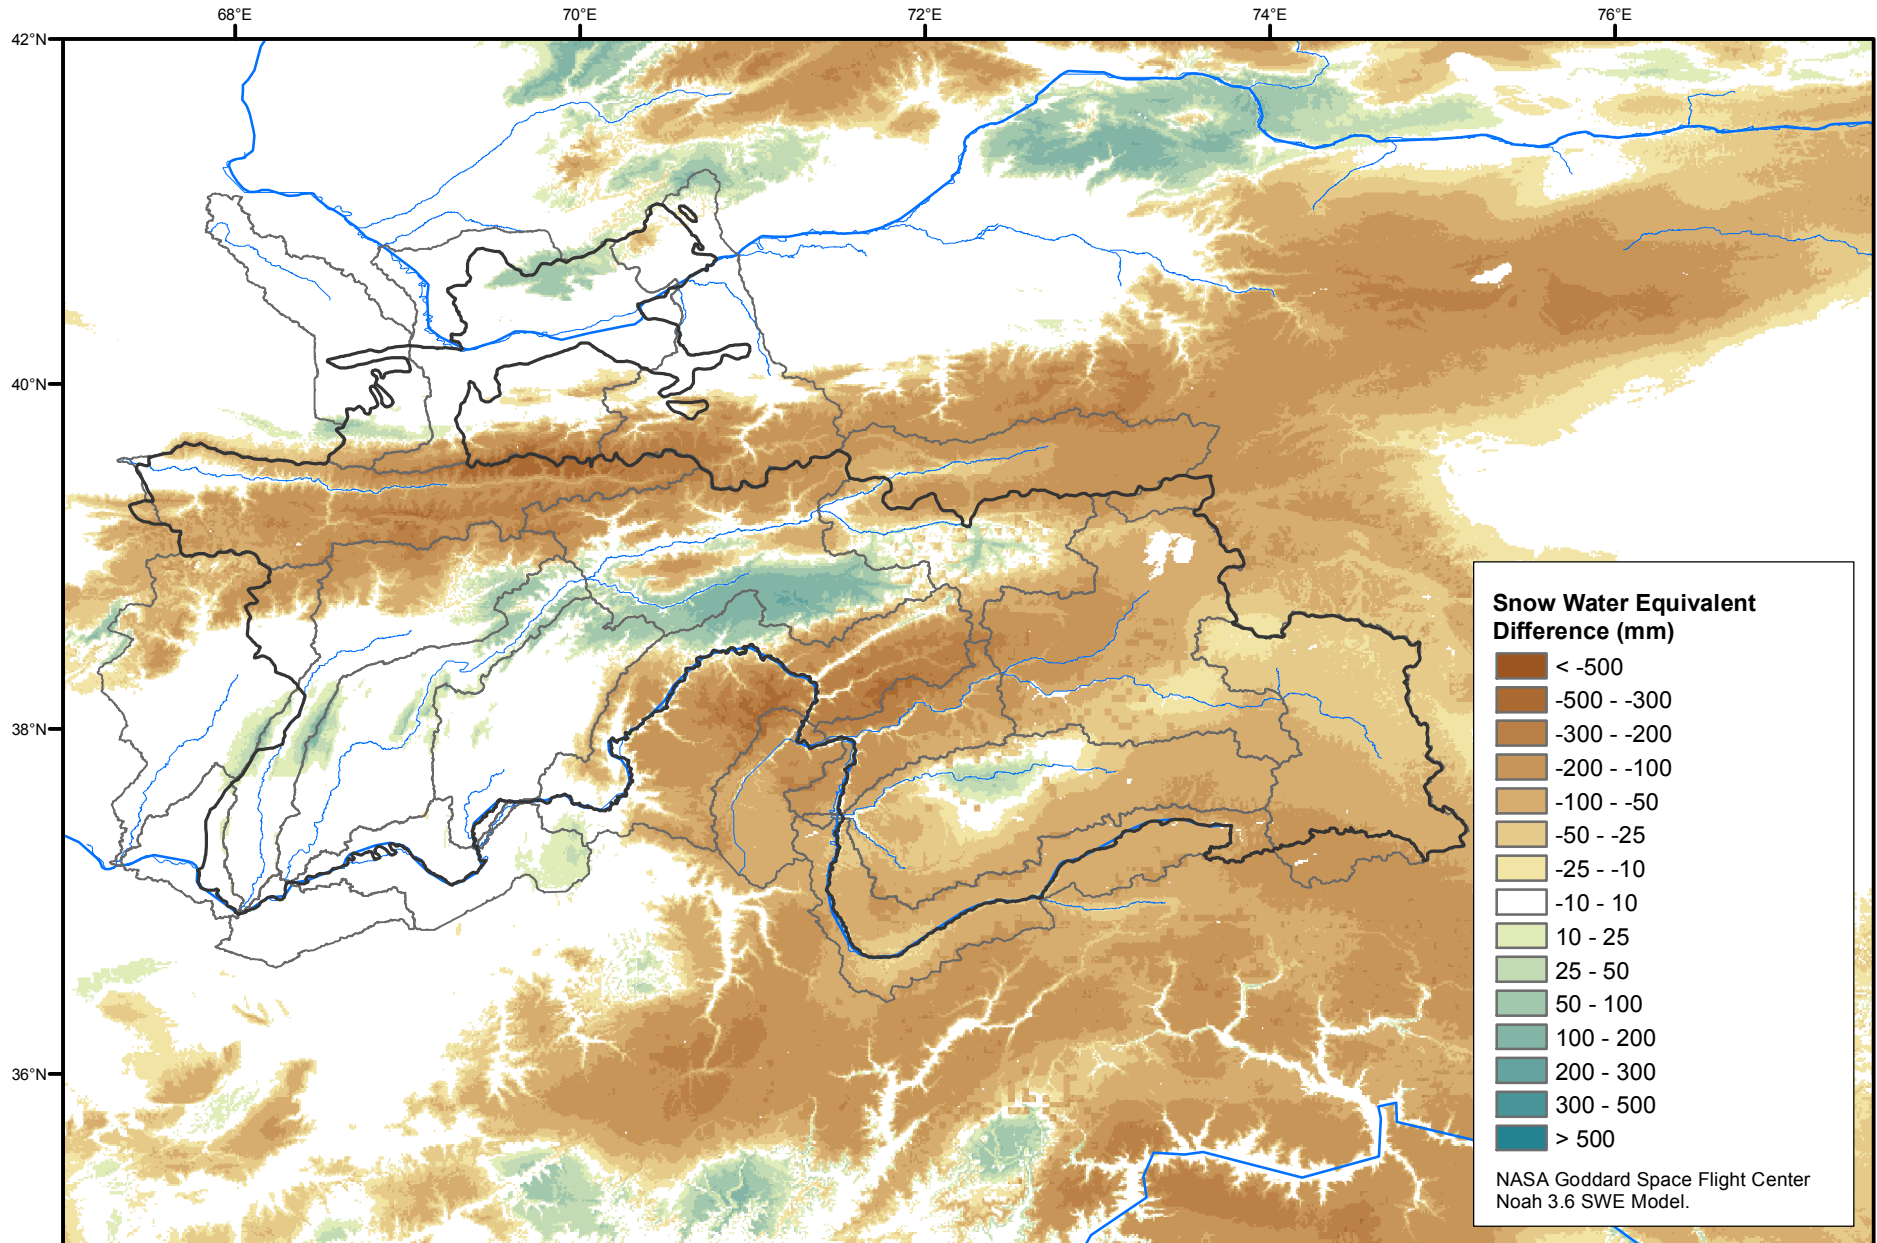 68°E 70°E 72°E 74°E 76°E
42°N
40°N
38°N
36°N
Snow Water Equivalent
Difference (mm)
< -500
-500 - -300
-300 - -200
-200 - -100
-100 - -50
-50 - -25
-25 - -10
-10 - 10
10 - 25
25 - 50
50 - 100
100 - 200
200 - 300
300 - 500
> 500
NASA Goddard Space Flight Center
Noah 3.6 SWE Model.